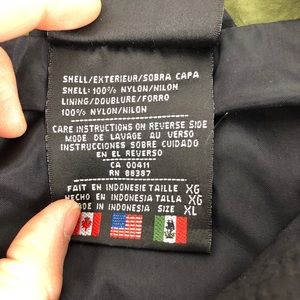 SHELL/EXTERIEUR/SOBRA CAPA
SHELL: 100% NYLON/NILON
LINING/DOUBLURE/FORRO
100% NYLON/NILON
CARE INSTRUCTIONS ON REVERSE SIDE
MODE DE LAVAGE AU VERSO
INSTRUCCIONES SOBRE CUIDADO
EN EL REVERSO
CA 00411
RN 88387
FAIT EN INDONESIE TAILLE XG
HECHO EN INDONESIA TALLA XG
MADE IN INDONESIA SIZE XL